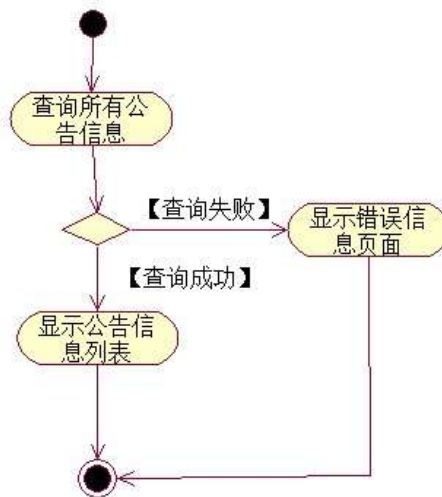 查询所有公
告信息
【查询失败】
显示错误信
息页面
【查询成功】
显示公告信
息列表